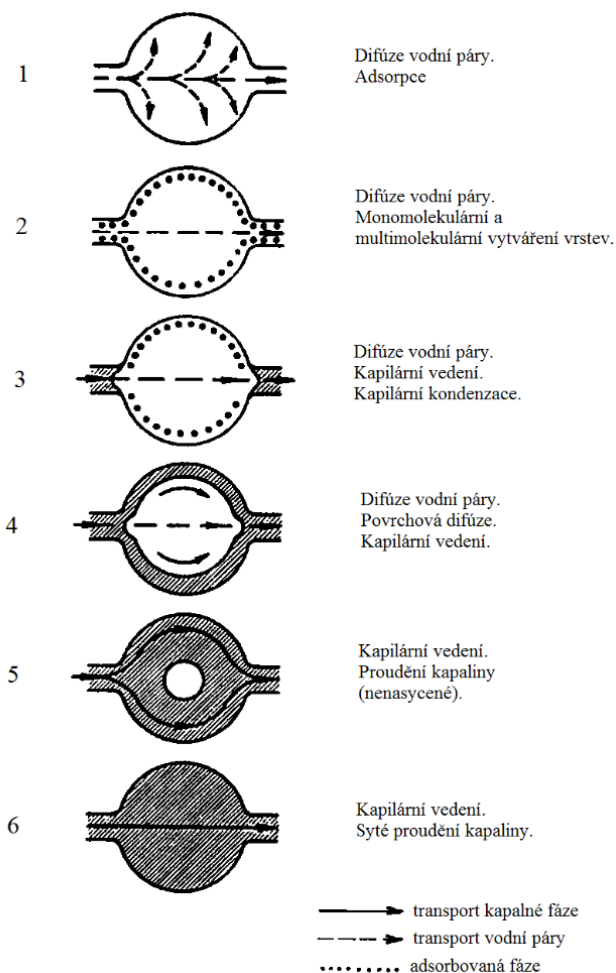 1
Difúze vodní páry.
Adsorpce
2
Difúze vodní páry.
Monomolekulární a
multimolekulární vytváření vrstev.
3
Difúze vodní páry.
Kapilární vedení.
Kapilární kondenzace.
4
Difúze vodní páry.
Povrchová difúze.
Kapilární vedení.
5
Kapilární vedení.
Proudění kapaliny
(nenasycené).
6
Kapilární vedení.
Syté proudění kapaliny.
transport kapalné fáze
transport vodní páry
adsorbovaná fáze